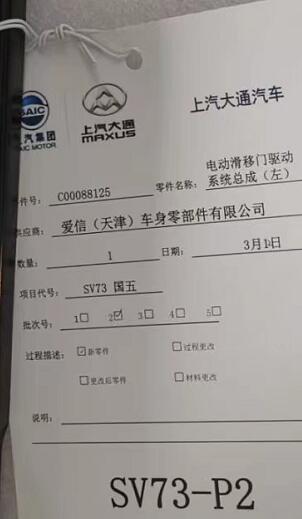 SAIC
汽集团
SAIC MOTOR
上汽大通
MAXUS
上汽大通汽车
件号： C00088125 零件名称： 电动滑移门驱动
系统总成（左）
供应商： 爱信（天津）车身零部件有限公司
数量： 1 日期： 3月1日
项目代号： SV73 国五
批次号： 1□ 2☑ 3□ 4□ 5□
过程描述： ☑新零件 □过程更改
□更改后零件 □材料更改
说明：
SV73-P2